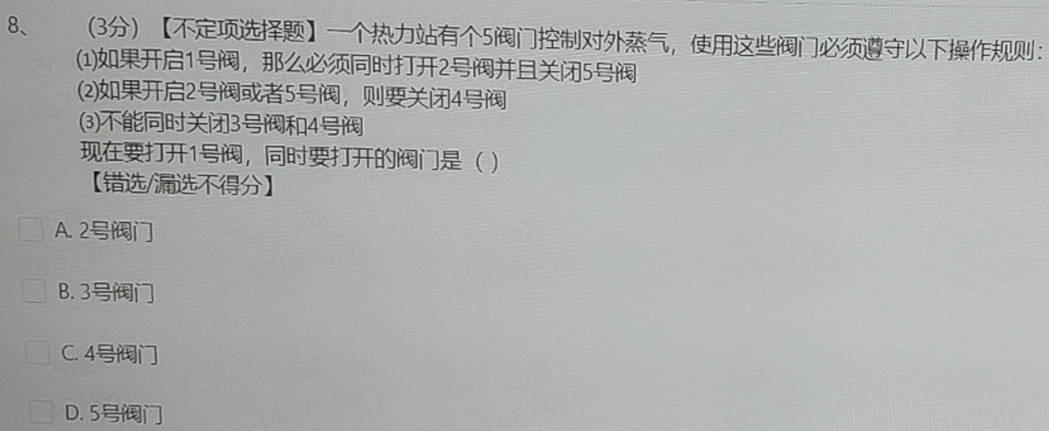 8、 （3分）【不定项选择题】一个热力站有个5阀门控制对外蒸气，使用这些阀门必须遵守以下操作规则：
(1)如果开启1号阀，那么必须同时打开2号阀并且关闭5号阀
(2)如果开启2号阀或者5号阀，则要关闭4号阀
(3)不能同时关闭3号阀和4号阀
现在要打开1号阀，同时要打开的阀门是（ ）
【错选/漏选不得分】
A. 2号阀门
B. 3号阀门
C. 4号阀门
D. 5号阀门